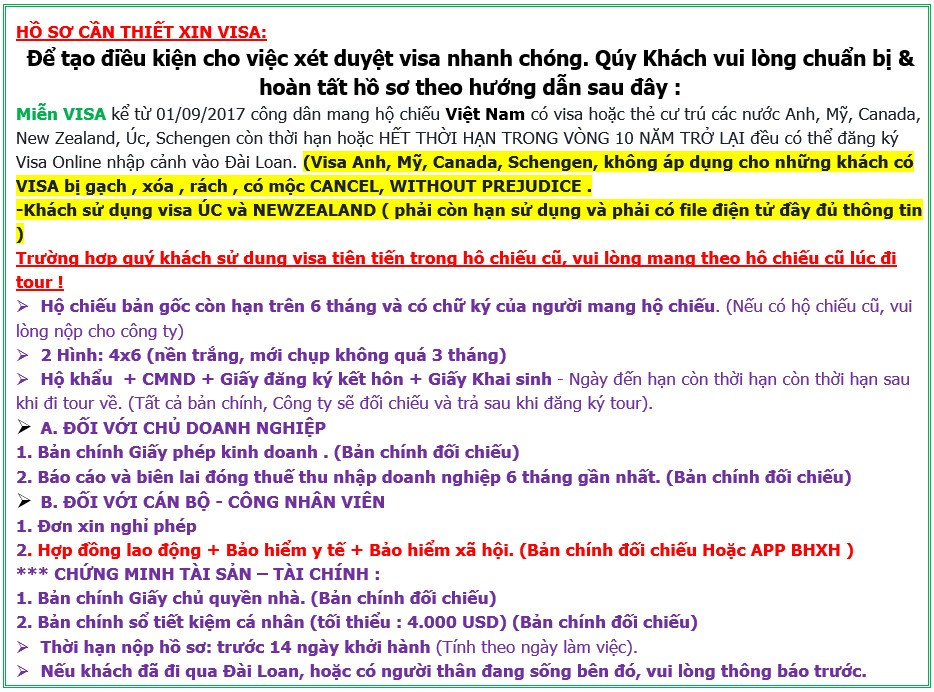 HỒ SƠ CẦN THIẾT XIN VISA:
Để tạo điều kiện cho việc xét duyệt visa nhanh chóng. Qúy Khách vui lòng chuẩn bị &
hoàn tất hồ sơ theo hướng dẫn sau đây :
Miễn VISA kể từ 01/09/2017 công dân mang hộ chiếu Việt Nam có visa hoặc thẻ cư trú các nước Anh, Mỹ, Canada,
New Zealand, Úc, Schengen còn thời hạn hoặc HẾT THỜI HẠN TRONG VÒNG 10 NĂM TRỞ LẠI đều có thể đăng ký
Visa Online nhập cảnh vào Đài Loan. (Visa Anh, Mỹ, Canada, Schengen, không áp dụng cho những khách có
VISA bị gạch , xóa , rách , có mộc CANCEL, WITHOUT PREJUDICE .
-Khách sử dụng visa ÚC và NEWZEALAND ( phải còn hạn sử dụng và phải có file điện tử đầy đủ thông tin
)
Trường hợp quý khách sử dụng visa tiên tiến trong hộ chiếu cũ, vui lòng mang theo hộ chiếu cũ lúc đi
tour !
➢ Hộ chiếu bản gốc còn hạn trên 6 tháng và có chữ ký của người mang hộ chiếu. (Nếu có hộ chiếu cũ, vui
lòng nộp cho công ty)
➢ 2 Hình: 4x6 (nền trắng, mới chụp không quá 3 tháng)
➢ Hộ khẩu + CMND + Giấy đăng ký kết hôn + Giấy Khai sinh - Ngày đến hạn còn thời hạn còn thời hạn sau
khi đi tour về. (Tất cả bản chính, Công ty sẽ đối chiếu và trả sau khi đăng ký tour).
➢ A. ĐỐI VỚI CHỦ DOANH NGHIỆP
1. Bản chính Giấy phép kinh doanh . (Bản chính đối chiếu)
2. Báo cáo và biên lai đóng thuế thu nhập doanh nghiệp 6 tháng gần nhất. (Bản chính đối chiếu)
➢ B. ĐỐI VỚI CÁN BỘ - CÔNG NHÂN VIÊN
1. Đơn xin nghỉ phép
2. Hợp đồng lao động + Bảo hiểm y tế + Bảo hiểm xã hội. (Bản chính đối chiếu Hoặc APP BHXH )
*** CHỨNG MINH TÀI SẢN – TÀI CHÍNH :
1. Bản chính Giấy chủ quyền nhà. (Bản chính đối chiếu)
2. Bản chính sổ tiết kiệm cá nhân (tối thiểu : 4.000 USD) (Bản chính đối chiếu)
➢ Thời hạn nộp hồ sơ: trước 14 ngày khởi hành (Tính theo ngày làm việc).
➢ Nếu khách đã đi qua Đài Loan, hoặc có người thân đang sống bên đó, vui lòng thông báo trước.